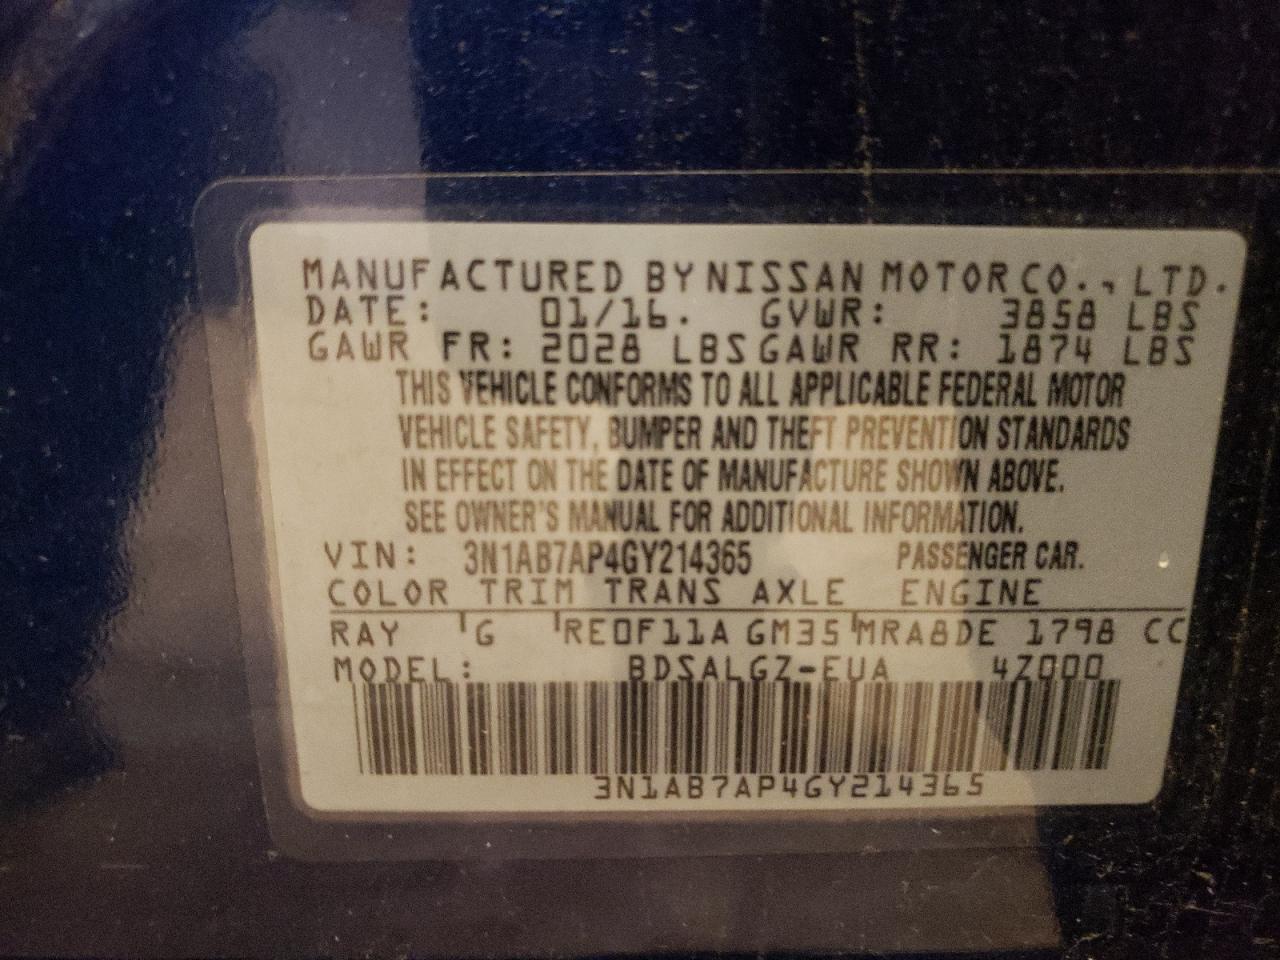 MANUFACTURED BY NISSAN MOTOR CO., LTD.
DATE: 01/16. GVWR: 3858 LBS
GAWR FR: 2028 LBS GAWR RR: 1874 LBS
THIS VEHICLE CONFORMS TO ALL APPLICABLE FEDERAL MOTOR
VEHICLE SAFETY, BUMPER AND THEFT PREVENTION STANDARDS
IN EFFECT ON THE DATE OF MANUFACTURE SHOWN ABOVE.
SEE OWNER'S MANUAL FOR ADDITIONAL INFORMATION.
VIN: 3N1AB7AP4GY214365 PASSENGER CAR.
COLOR TRIM TRANS AXLE ENGINE
RAY G RE0F11A GM35 MRA8DE 1798 CC
MODEL: BDSALGZ-EUA 4Z000
3N1AB7AP4GY214365